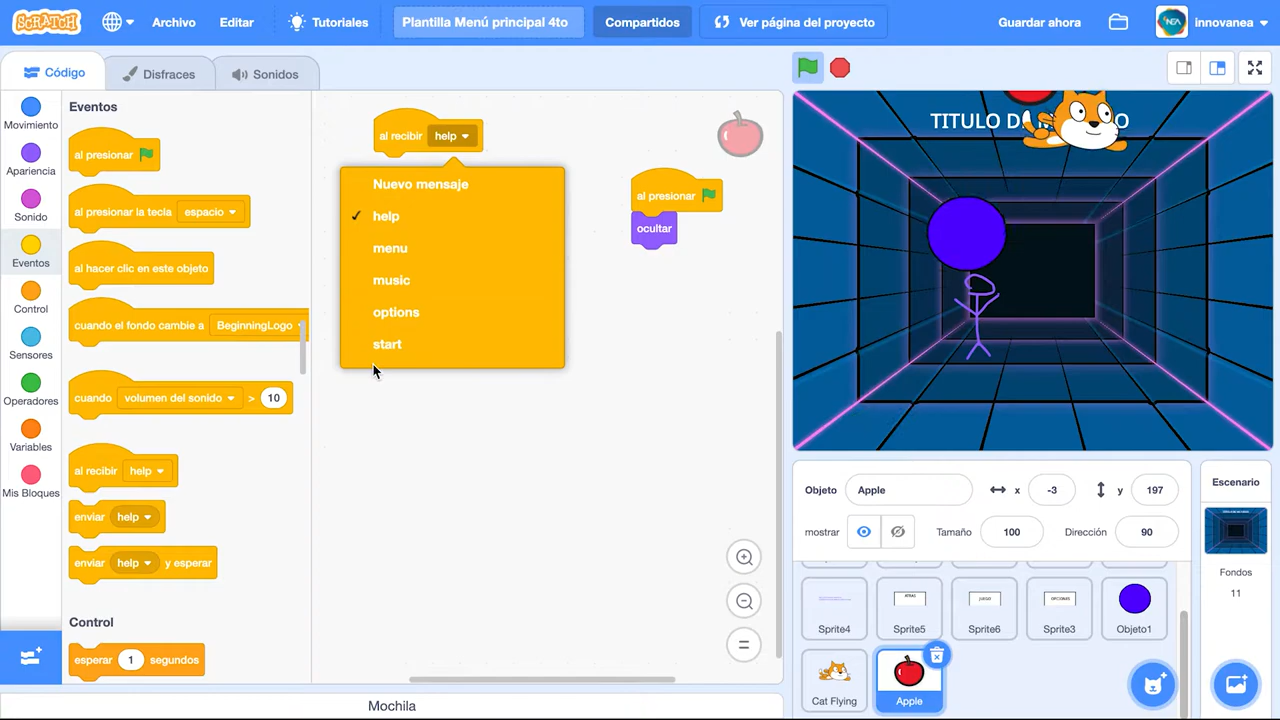 SCRATCH
Archivo
Editar
Tutoriales
Plantilla Menú principal 4to
Compartidos
Ver página del proyecto
Guardar ahora
innovanea
Código
Disfraces
Sonidos
Movimiento
Apariencia
Sonido
Eventos
Control
Sensores
Operadores
Variables
Mis Bloques
Eventos
al presionar
al presionar la tecla espacio
al hacer clic en este objeto
cuando el fondo cambie a BeginningLogo
cuando volumen del sonido > 10
al recibir help
enviar help
enviar help y esperar
Control
esperar 1 segundos
al recibir help
Nuevo mensaje
✓ help
menu
music
options
start
al presionar
ocultar
Mochila
Objeto Apple x -3 y 197
mostrar Tamaño 100 Dirección 90
Sprite4
ATRAS
Sprite5
JUEGO
Sprite6
OPCIONES
Sprite3
Objeto1
Cat Flying
Apple
Escenario
Fondos
11